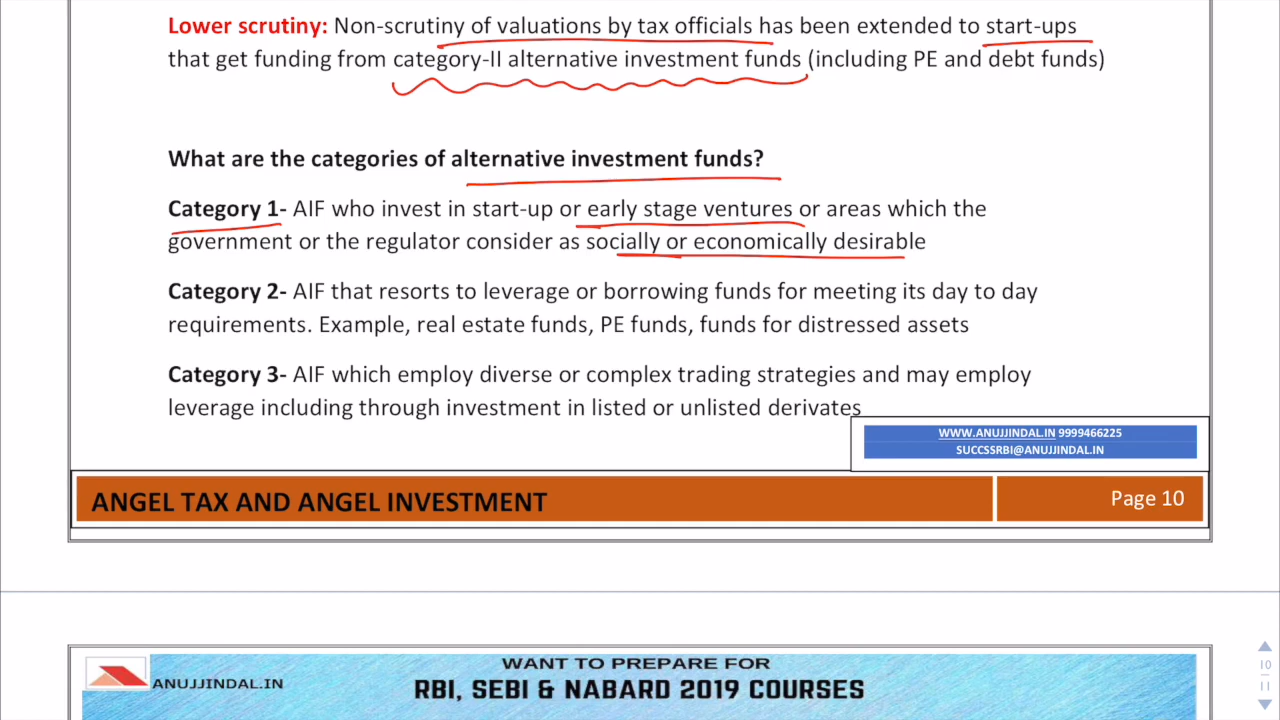 Lower scrutiny: Non-scrutiny of valuations by tax officials has been extended to start-ups
that get funding from category-II alternative investment funds (including PE and debt funds)
What are the categories of alternative investment funds?
Category 1- AIF who invest in start-up or early stage ventures or areas which the
government or the regulator consider as socially or economically desirable
Category 2- AIF that resorts to leverage or borrowing funds for meeting its day to day
requirements. Example, real estate funds, PE funds, funds for distressed assets
Category 3- AIF which employ diverse or complex trading strategies and may employ
leverage including through investment in listed or unlisted derivates
WWW.ANUJJINDAL.IN 9999466225
SUCCSSRBI@ANUJJINDAL.IN
ANGEL TAX AND ANGEL INVESTMENT
Page 10
WANT TO PREPARE FOR
ANUJJINDAL.IN
RBI, SEBI & NABARD 2019 COURSES
10
11